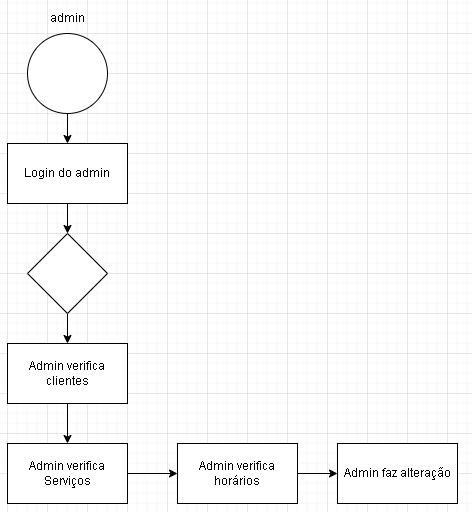 admin
Login do admin
Admin verifica
clientes
Admin verifica
Serviços
Admin verifica
horários
Admin faz alteração